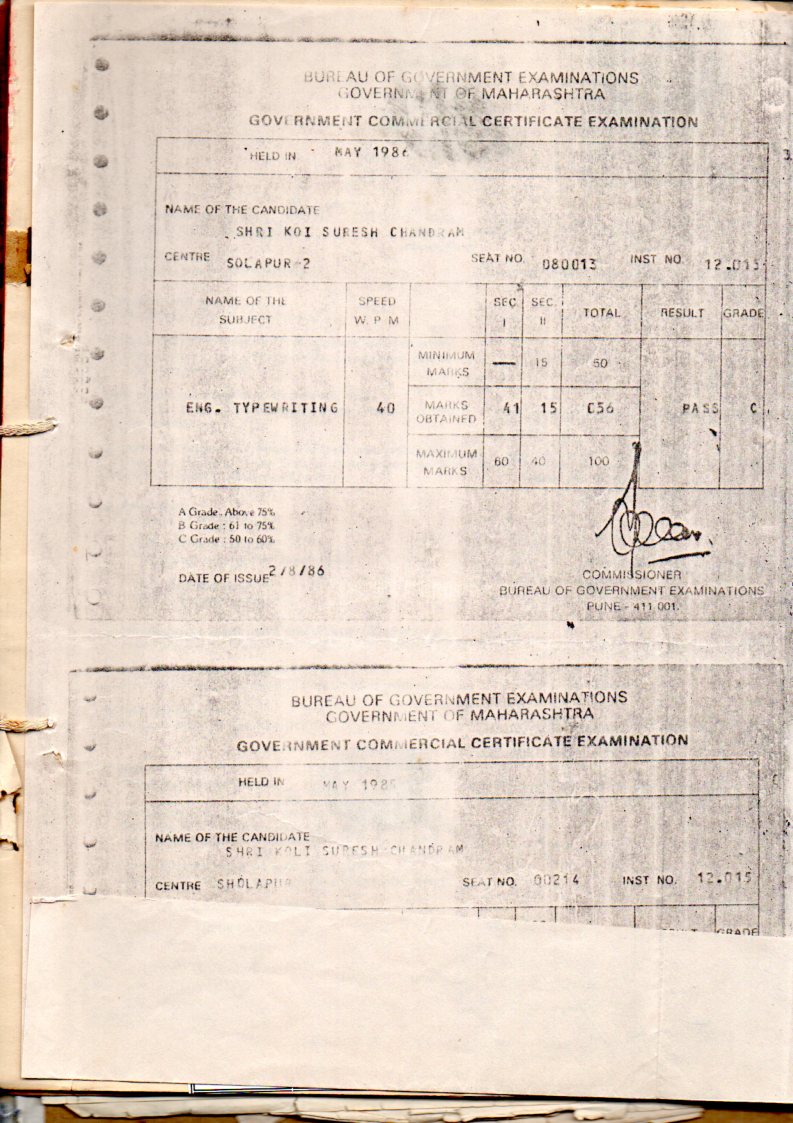 BUREAU OF GOVERNMENT EXAMINATIONS
GOVERNMENT OF MAHARASHTRA
GOVERNMENT COMMERCIAL CERTIFICATE EXAMINATION
HELD IN MAY 1986
NAME OF THE CANDIDATE
SHRI KOI SURESH CHANDRAM
CENTRE SOLAPUR-2 SEAT NO. 080013 INST NO. 12.015
NAME OF THE SUBJECT SPEED W. P. M SEC. I SEC. II TOTAL RESULT GRADE
MINIMUM MARKS — 15 50
ENG. TYPEWRITING 40 MARKS OBTAINED 41 15 056 PASS C
MAXIMUM MARKS 60 40 100
A Grade : Above 75%
B Grade : 61 to 75%
C Grade : 50 to 60%
DATE OF ISSUE 2/8/86
COMMISSIONER
BUREAU OF GOVERNMENT EXAMINATIONS
PUNE - 411 001.
BUREAU OF GOVERNMENT EXAMINATIONS
GOVERNMENT OF MAHARASHTRA
GOVERNMENT COMMERCIAL CERTIFICATE EXAMINATION
HELD IN MAY 1985
NAME OF THE CANDIDATE
SHRI KOLI SURESH CHANDRAM
CENTRE SHOLAPUR SEAT NO. 00214 INST NO. 12.015
GRADE